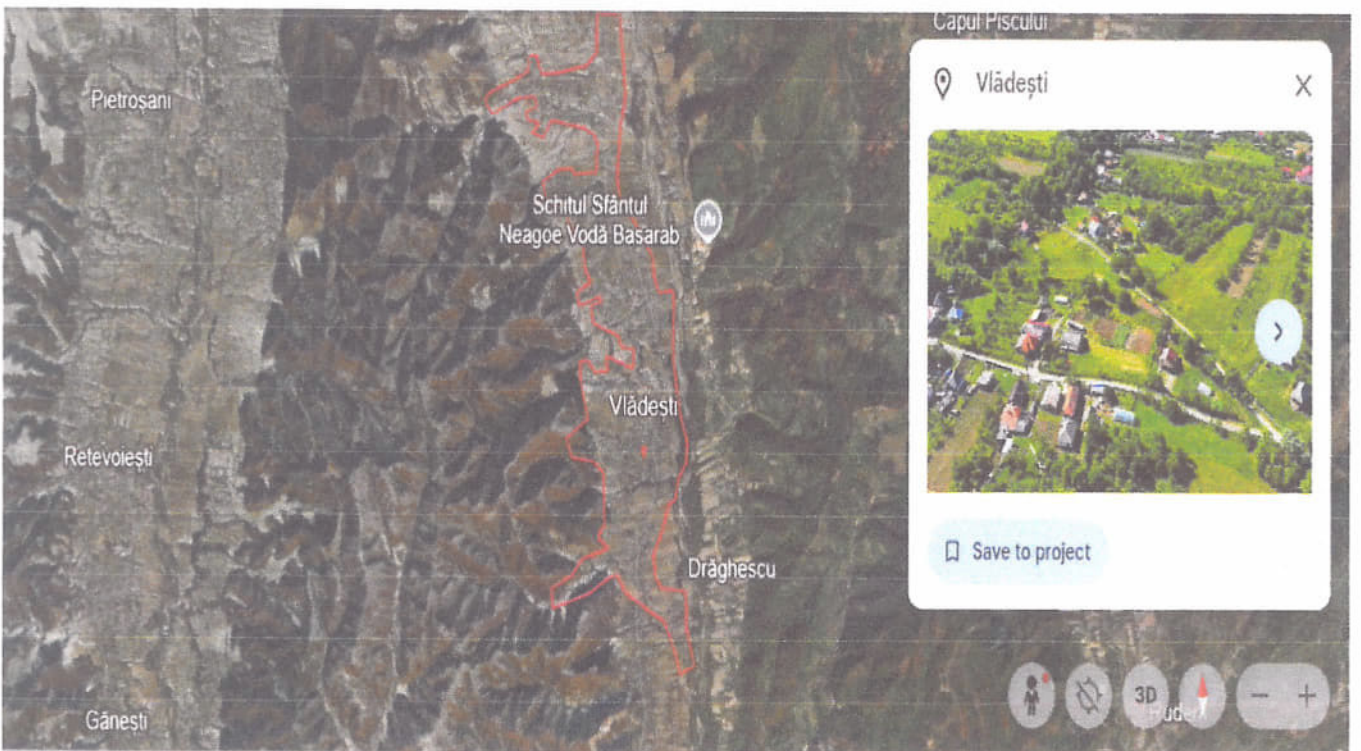 Capul Piscului
Vlădești
Pietroșani
Schitul Sfântul
Neagoe Vodă Basarab
Vlădești
Retevoiești
Save to project
Drăghescu
3D
Gănești